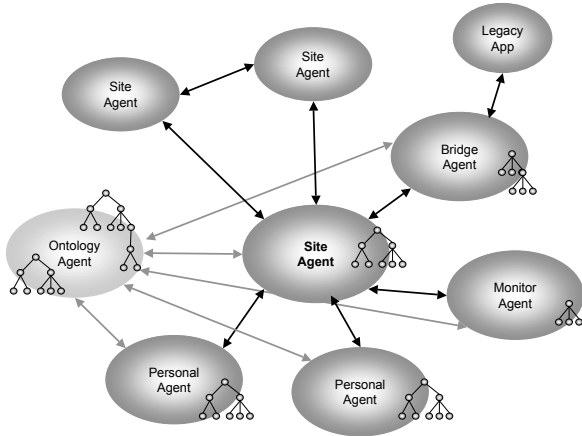 Legacy
App
Site
Agent
Site
Agent
Bridge
Agent
Ontology
Agent
Site
Agent
Monitor
Agent
Personal
Agent
Personal
Agent